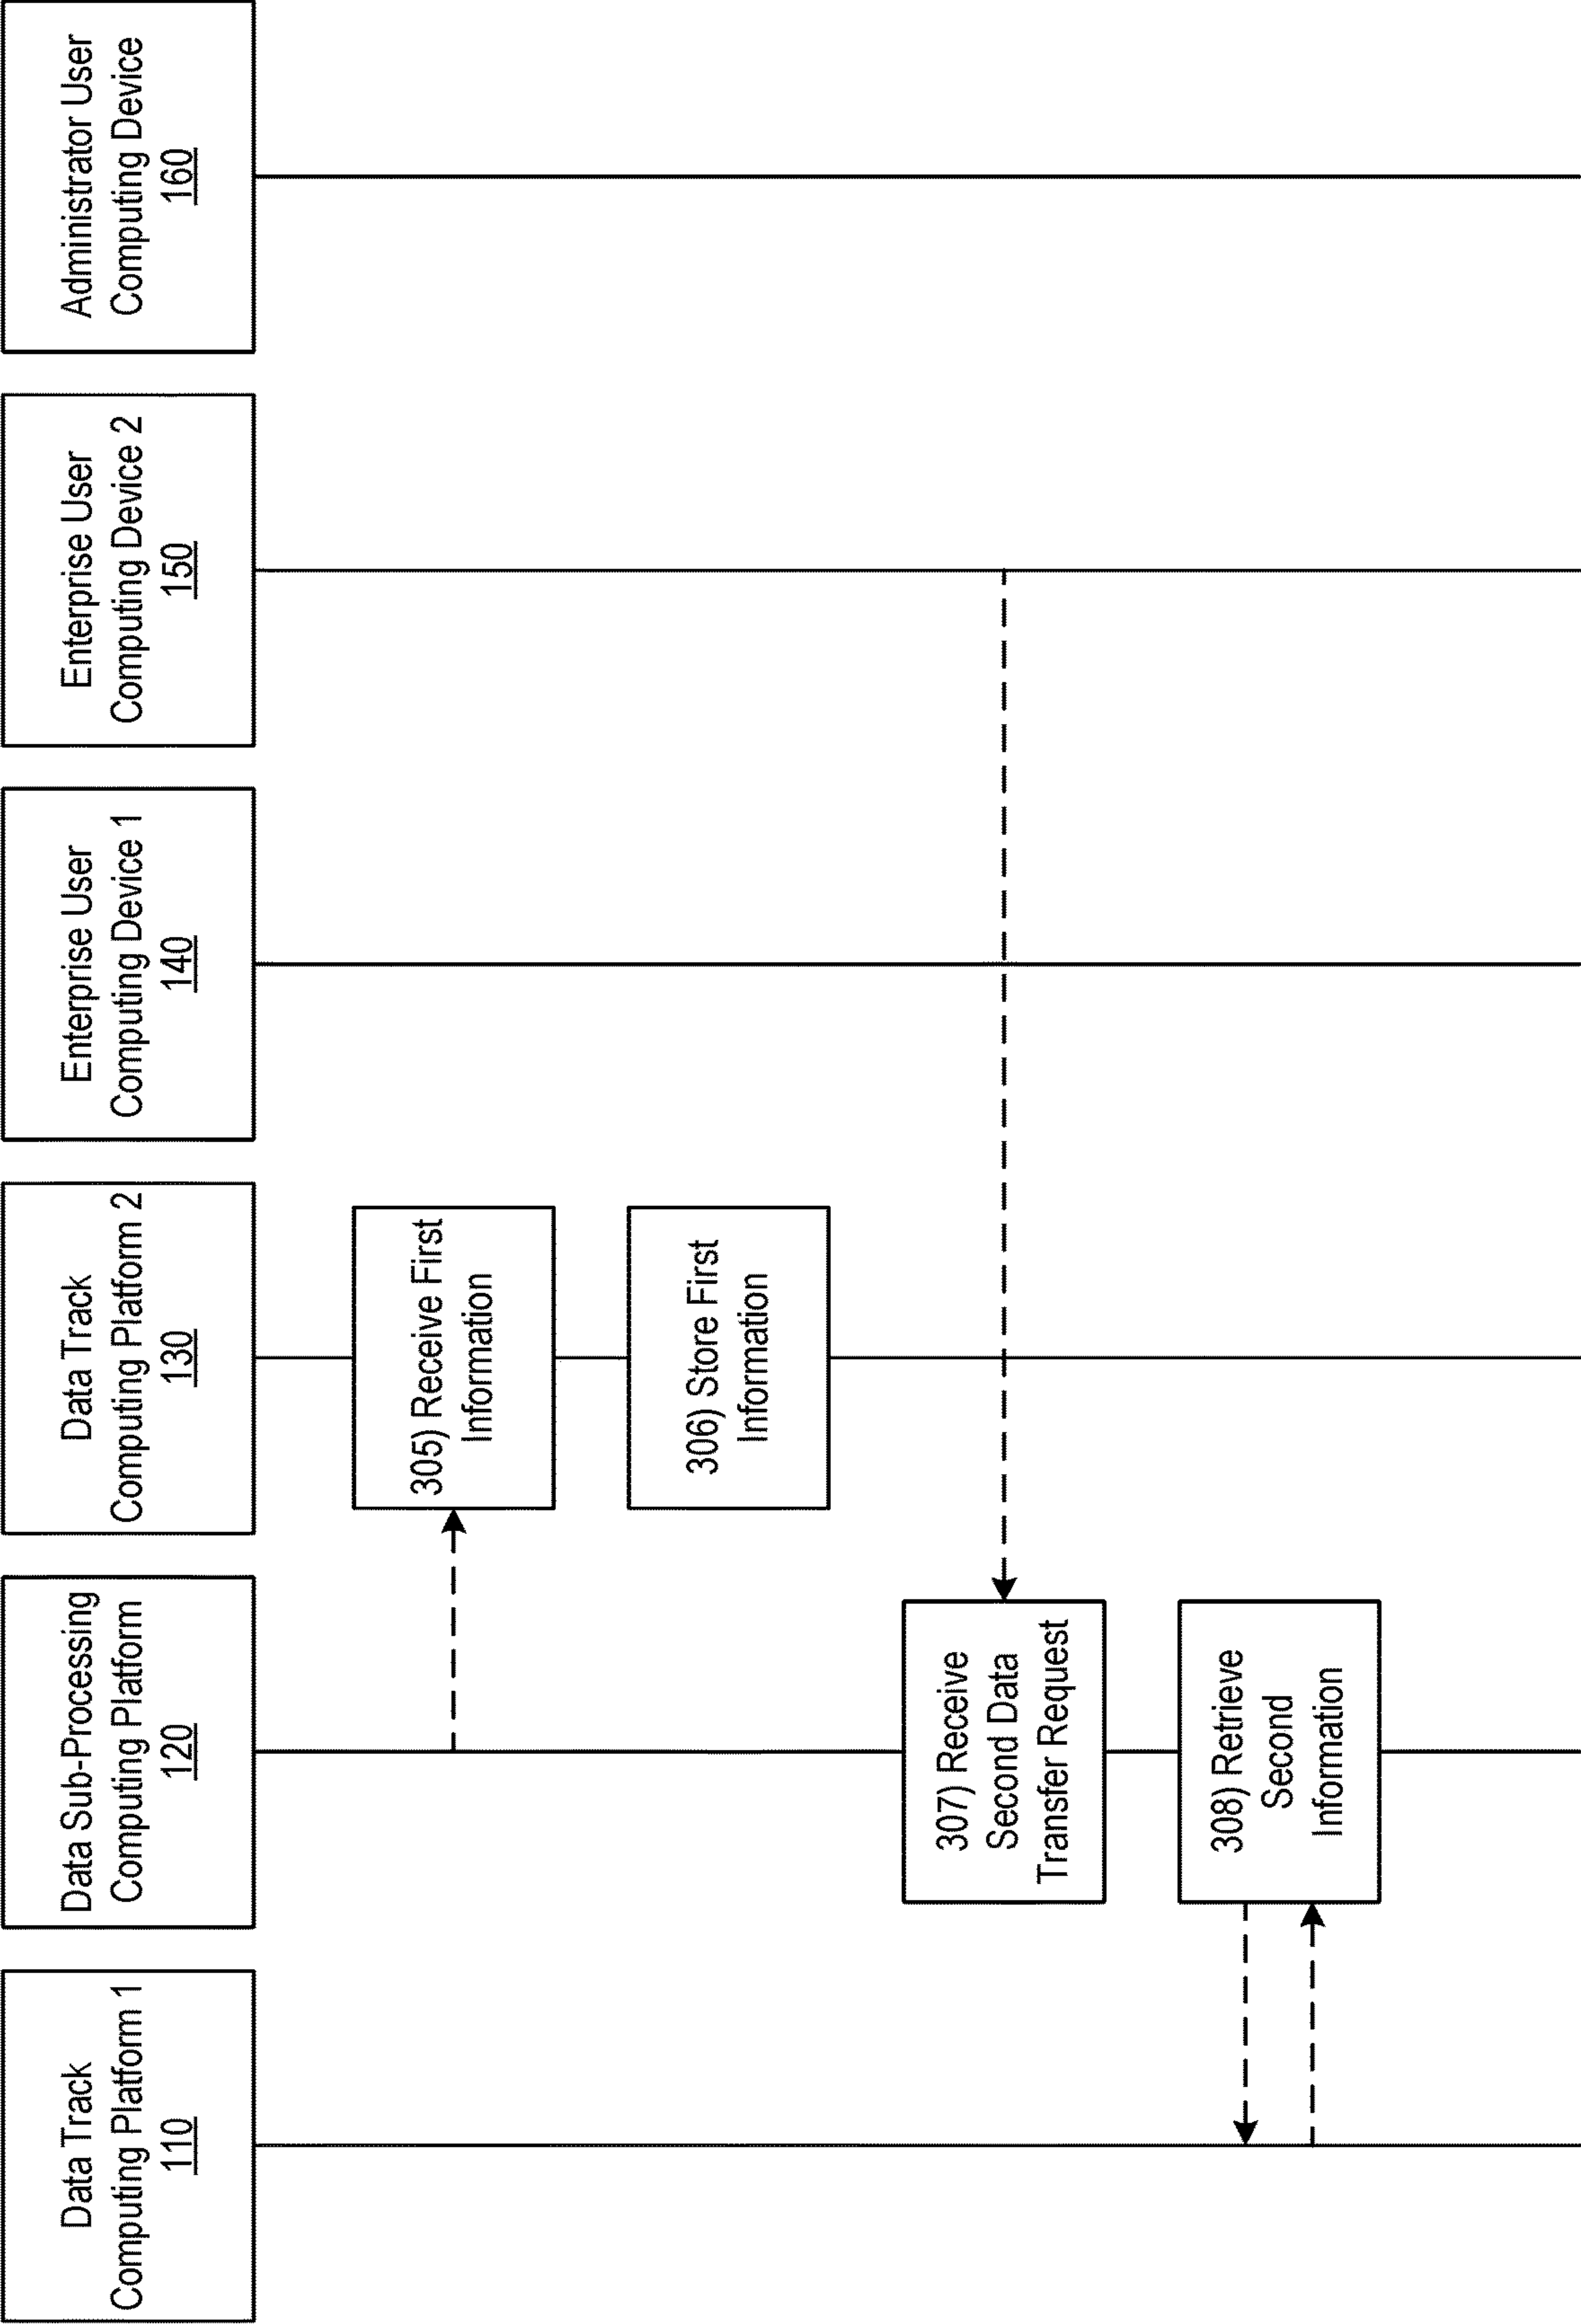 Data Track
Computing Platform 1
110
Data Sub-Processing
Computing Platform
120
Data Track
Computing Platform 2
130
Enterprise User
Computing Device 1
140
Enterprise User
Computing Device 2
150
Administrator User
Computing Device
160
305) Receive First
Information
306) Store First
Information
307) Receive
Second Data
Transfer Request
308) Retrieve
Second
Information